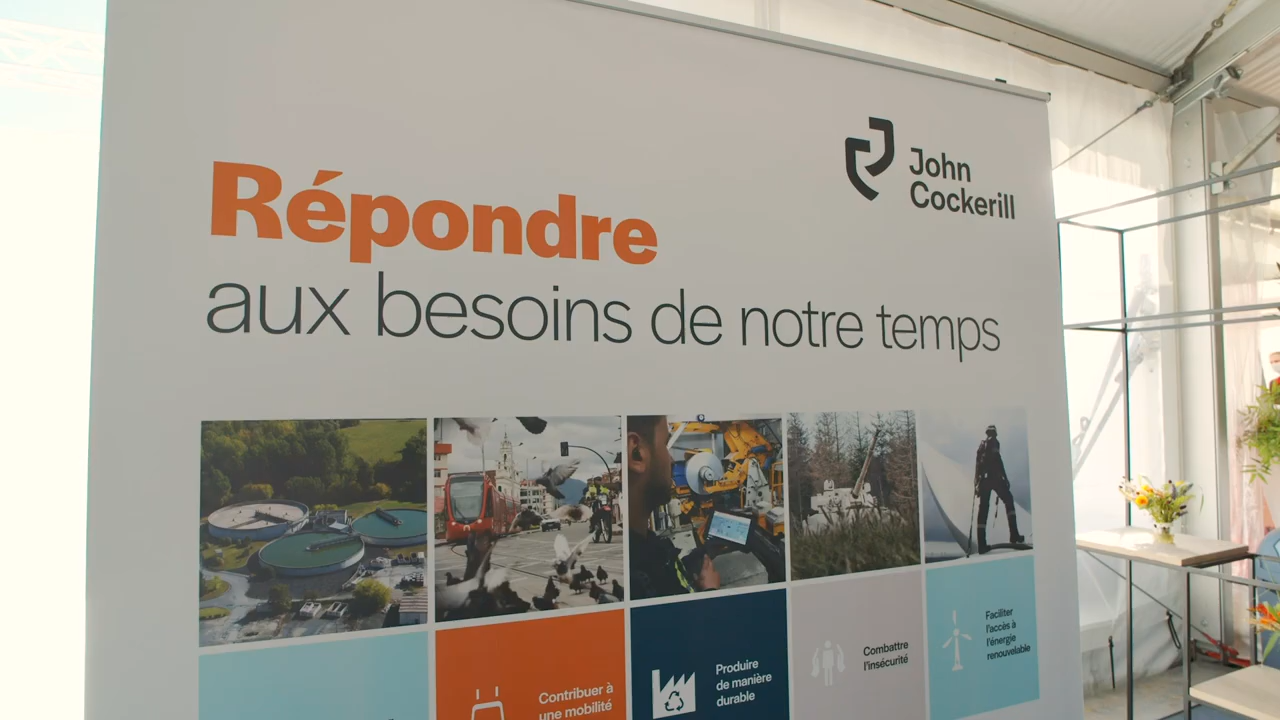 John
Cockerill
Répondre
aux besoins de notre temps
Contribuer à
une mobilité
Produire
de manière
durable
Combattre
l'insécurité
Faciliter
l'accès à
l'énergie
renouvelable